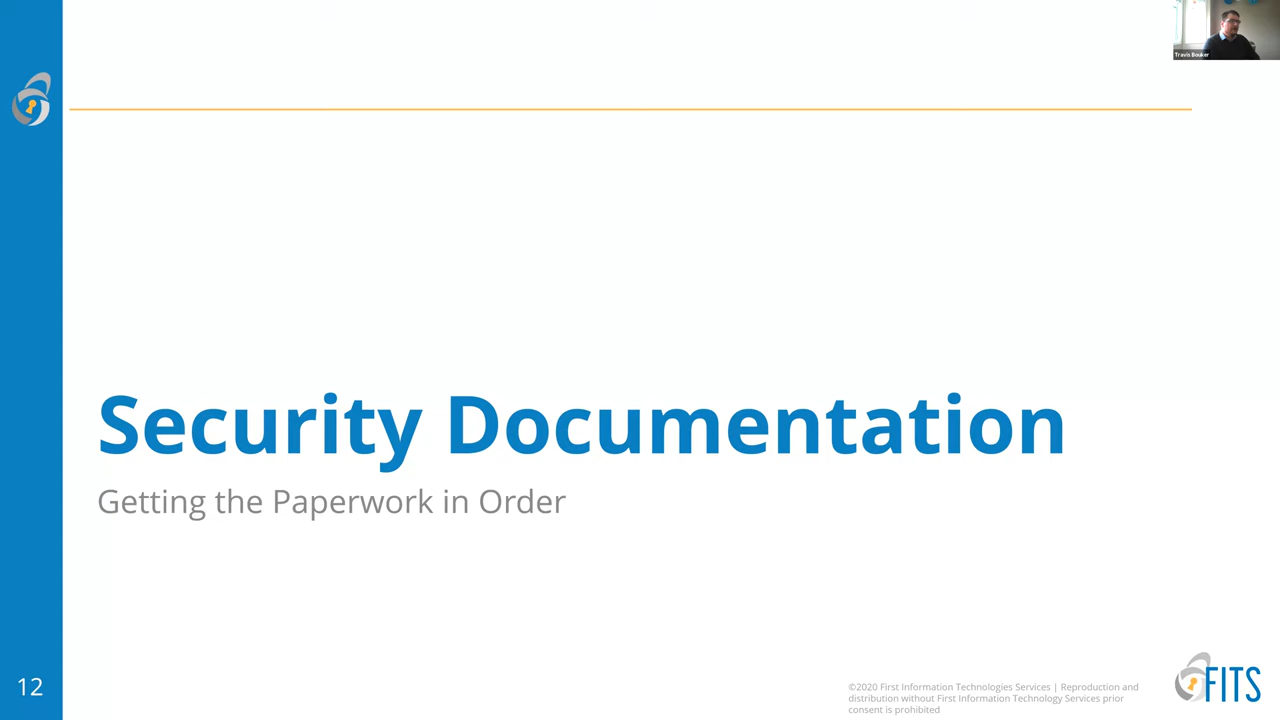 Travis Bouker
Security Documentation
Getting the Paperwork in Order
12
©2020 First Information Technologies Services | Reproduction and
distribution without First Information Technology Services prior
consent is prohibited
FITS